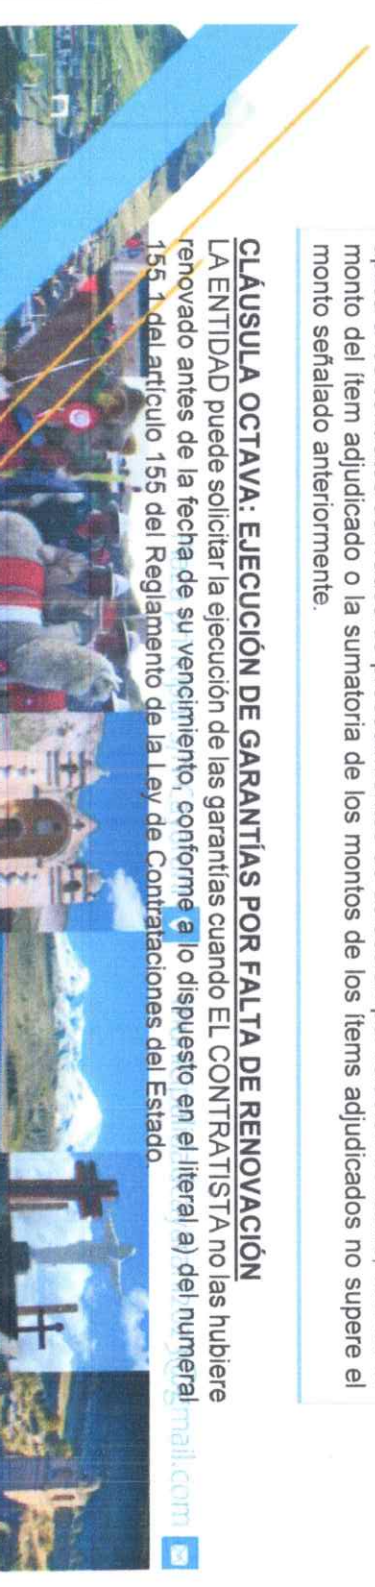 monto del ítem adjudicado o la sumatoria de los montos de los ítems adjudicados no supere el
monto señalado anteriormente.
CLÁUSULA OCTAVA: EJECUCIÓN DE GARANTÍAS POR FALTA DE RENOVACIÓN
LA ENTIDAD puede solicitar la ejecución de las garantías cuando EL CONTRATISTA no las hubiere
renovado antes de la fecha de su vencimiento, conforme a lo dispuesto en el literal a) del numeral
155.1 del artículo 155 del Reglamento de la Ley de Contrataciones del Estado.
mail.com